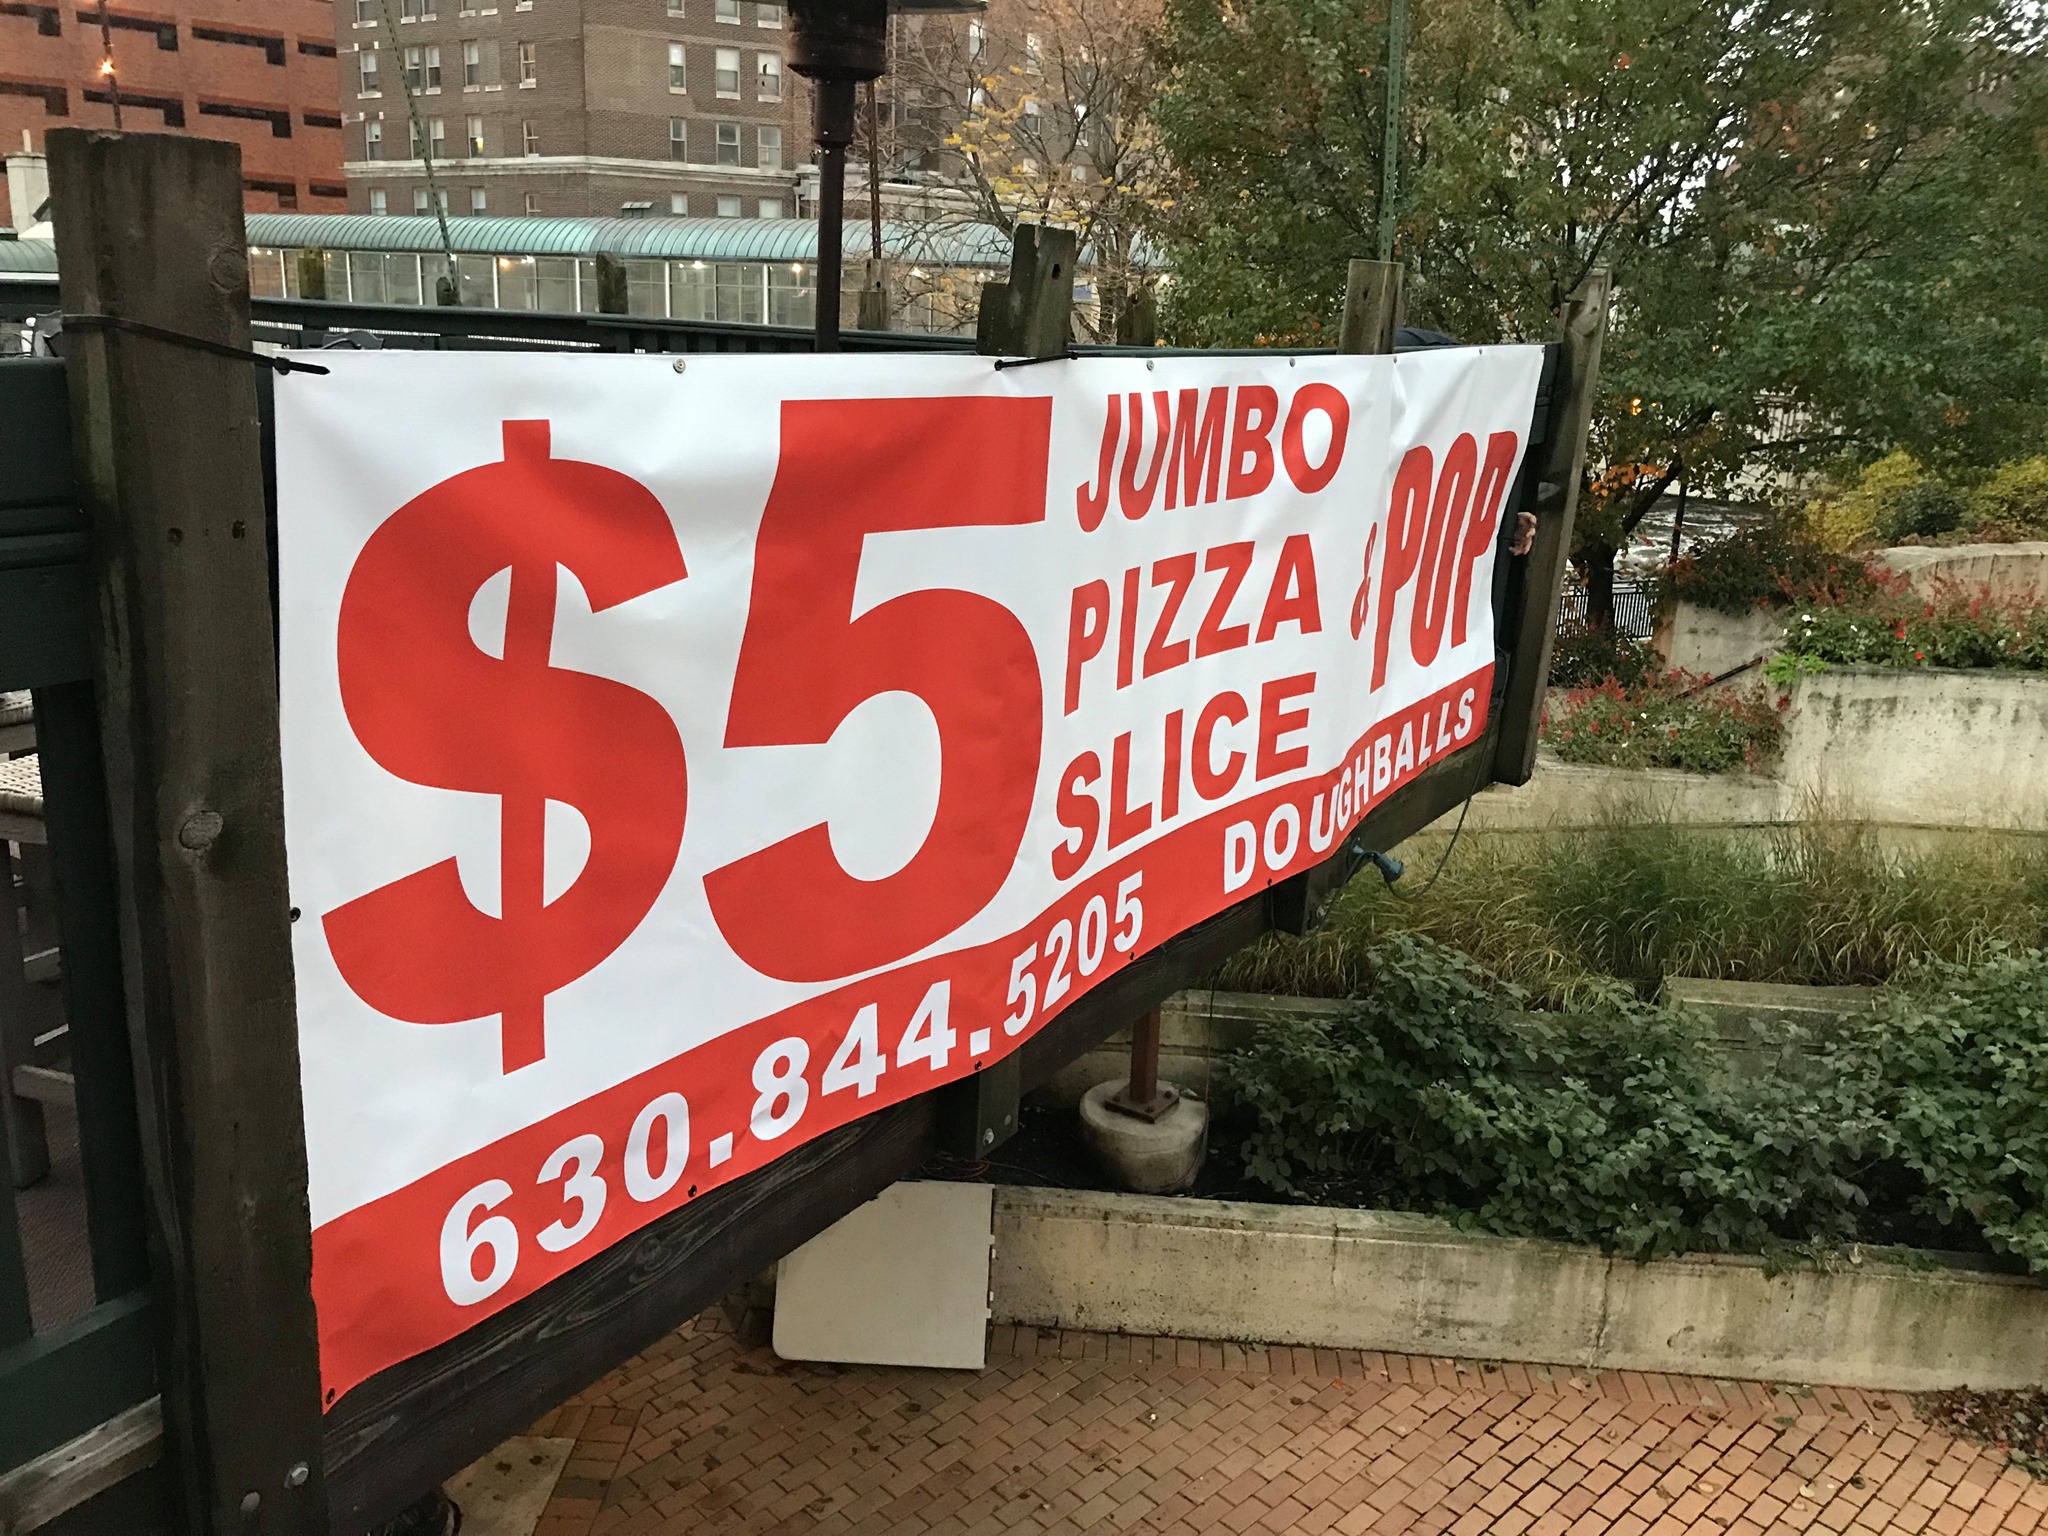 $5 JUMBO
PIZZA
SLICE
& POP
630.844.5205 DOUGHBALLS